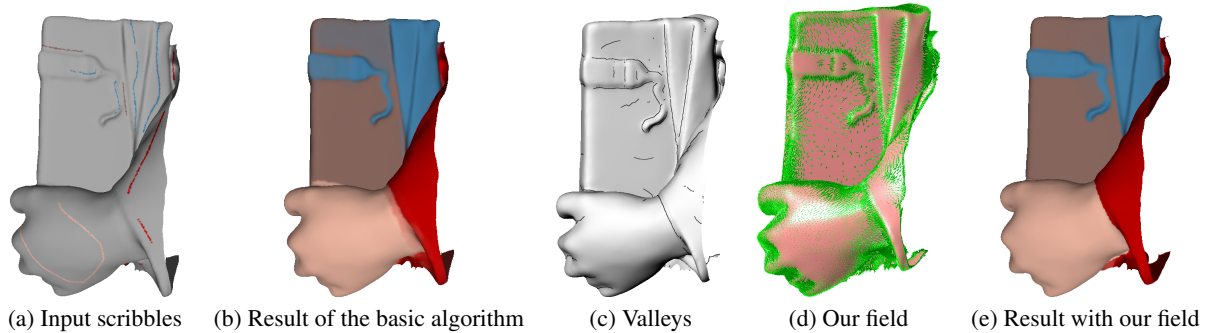 (a) Input scribbles (b) Result of the basic algorithm (c) Valleys (d) Our field (e) Result with our field